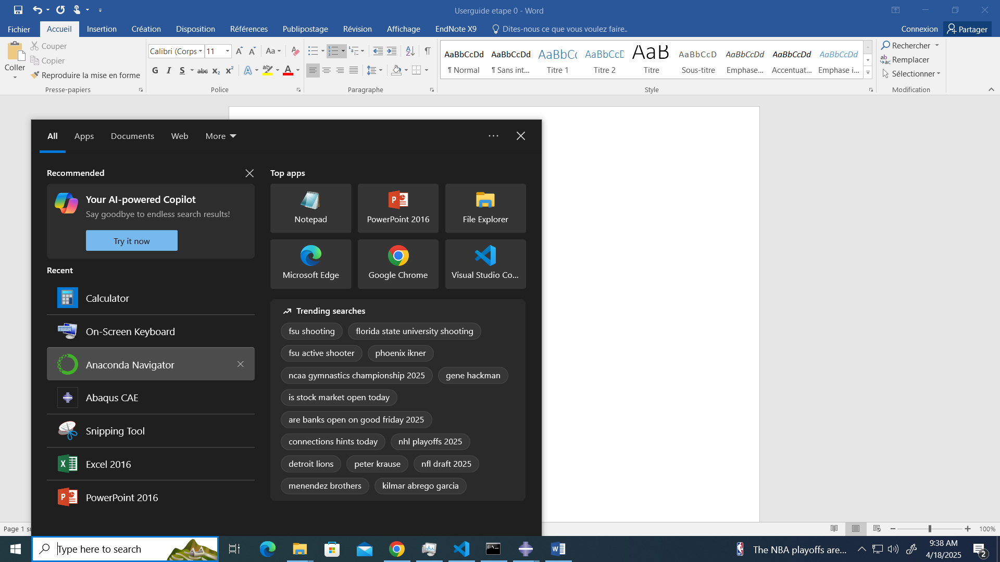 Userguide etape 0 - Word
Fichier Accueil Insertion Création Disposition Références Publipostage Révision Affichage EndNote X9 Dites-nous ce que vous voulez faire.. Connexion Partager
Coller
Couper
Copier
Reproduire la mise en forme
Presse-papiers
Calibri (Corps 11
Aa
G I S abc x₂ x² A ab A
Police
Paragraphe
AaBbCcDd AaBbCcDd AaBbCc AaBbCcD AaB AaBbCcD AaBbCcDd AaBbCcDd AaBbCcDd
¶ Normal ¶ Sans int... Titre 1 Titre 2 Titre Sous-titre Emphase... Accentuat... Emphase i...
Style
Rechercher
Remplacer
Sélectionner
Modification
All Apps Documents Web More
Recommended
Your AI-powered Copilot
Say goodbye to endless search results!
Try it now
Recent
Calculator
On-Screen Keyboard
Anaconda Navigator
Abaqus CAE
Snipping Tool
Excel 2016
PowerPoint 2016
Top apps
Notepad PowerPoint 2016 File Explorer
Microsoft Edge Google Chrome Visual Studio Co...
Trending searches
fsu shooting florida state university shooting
fsu active shooter phoenix ikner
ncaa gymnastics championship 2025 gene hackman
is stock market open today
are banks open on good friday 2025
connections hints today nhl playoffs 2025
detroit lions peter krause nfl draft 2025
menendez brothers kilmar abrego garcia
Page 1 su
100%
Type here to search
The NBA playoffs are...
9:38 AM
4/18/2025
2